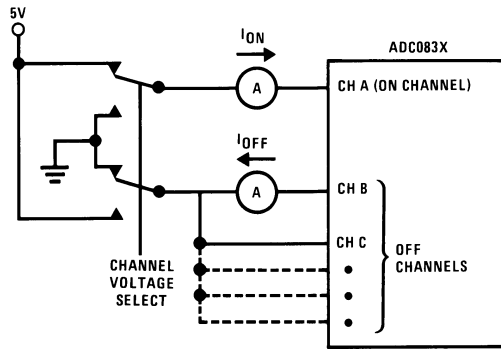 5V
ION
ADC083X
A
CH A (ON CHANNEL)
IOFF
A
CH B
CH C
OFF
CHANNELS
CHANNEL
VOLTAGE
SELECT